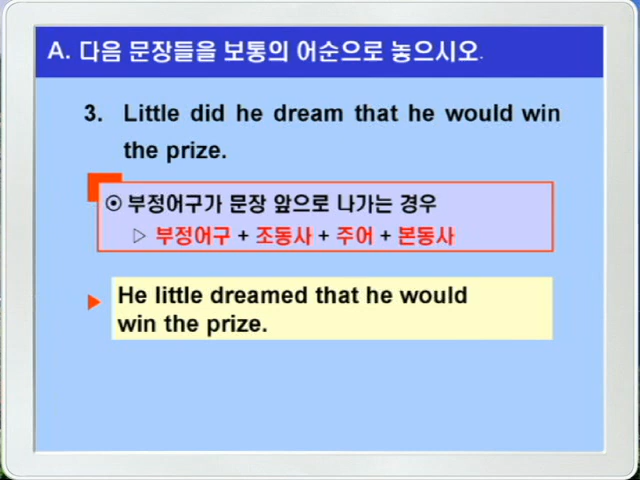 A. 다음 문장들을 보통의 어순으로 놓으시오.
3. Little did he dream that he would win
the prize.
⊙ 부정어구가 문장 앞으로 나가는 경우
▷ 부정어구 + 조동사 + 주어 + 본동사
▶ He little dreamed that he would
win the prize.